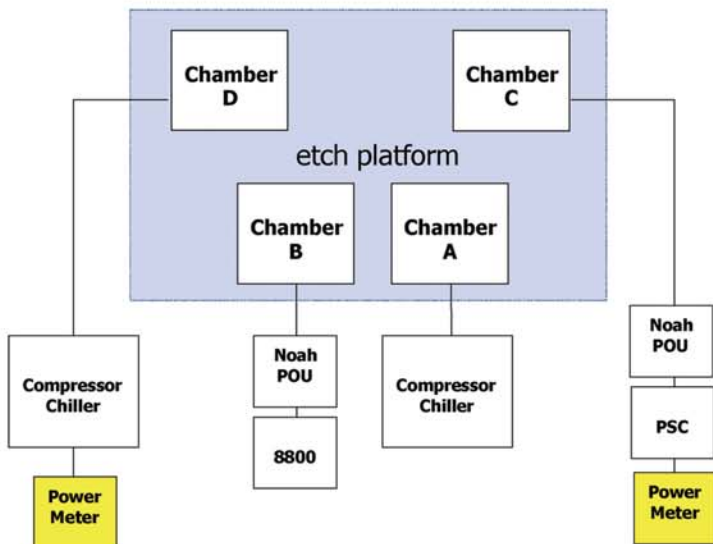 Chamber
D
Chamber
C
etch platform
Chamber
B
Chamber
A
Compressor
Chiller
Noah
POU
Compressor
Chiller
Noah
POU
8800
PSC
Power
Meter
Power
Meter